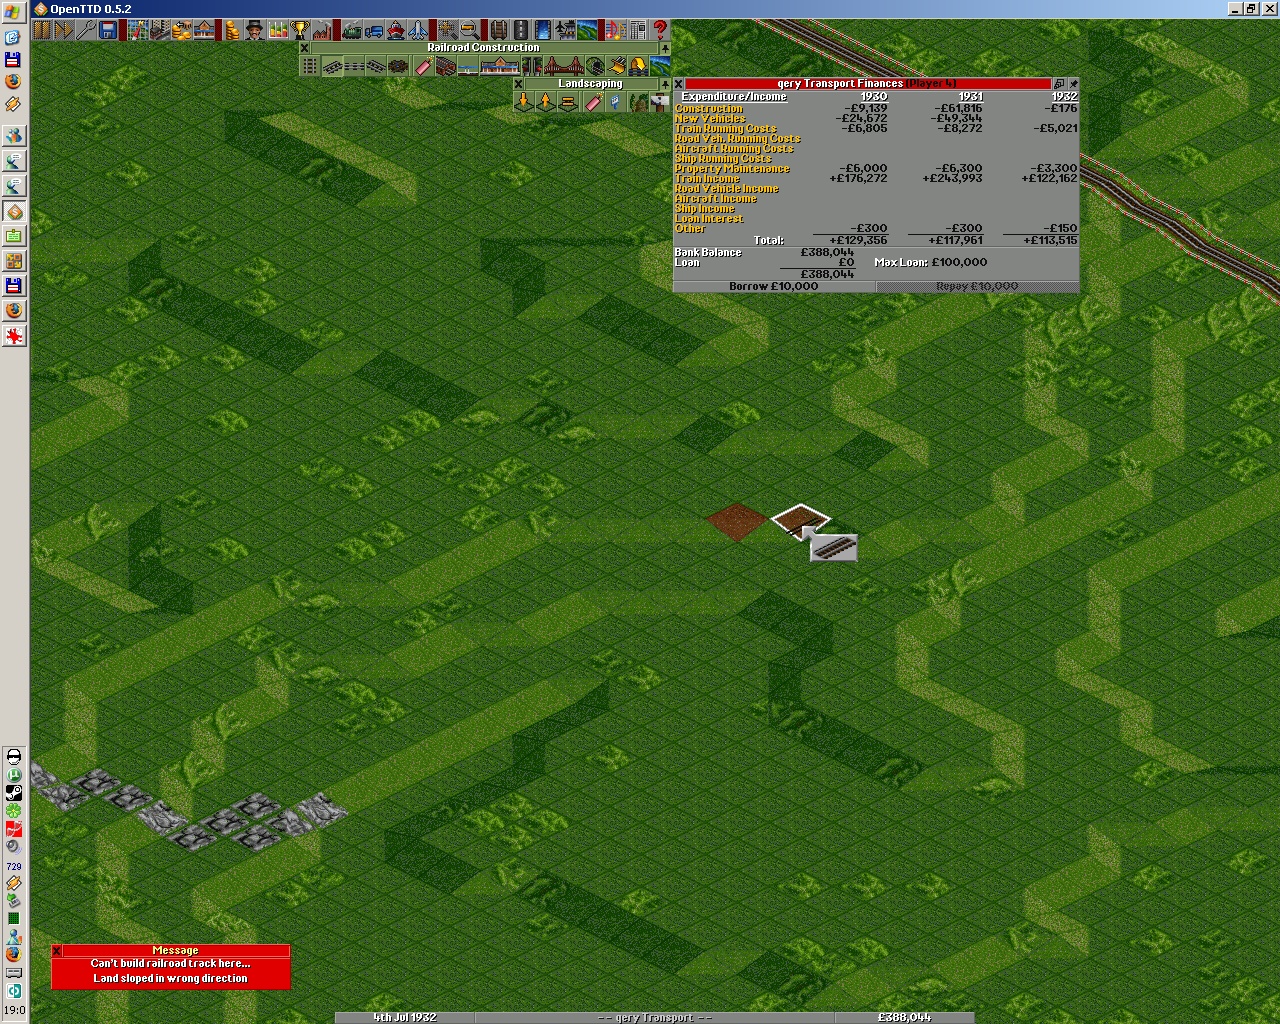 OpenTTD 0.5.2
Railroad Construction
Landscaping
gery Transport Finances (Player 4)
Expenditure/Income 1930 1931 1932
Construction -£9,139 -£61,816 -£176
New Vehicles -£24,672 -£49,344
Train Running Costs -£6,805 -£8,272 -£5,021
Road Veh. Running Costs
Aircraft Running Costs
Ship Running Costs
Property Maintenance -£6,000 -£6,300 -£3,300
Train Income +£176,272 +£243,993 +£122,162
Road Vehicle Income
Aircraft Income
Ship Income
Loan Interest
Other -£300 -£300 -£150
Total: +£129,356 +£117,961 +£113,515
Bank Balance £388,044
Loan £0 Max Loan: £100,000
£388,044
Borrow £10,000 Repay £10,000
729
Message
Can't build railroad track here...
Land sloped in wrong direction
19:0
4th Jul 1932 -- gery Transport -- £388,044